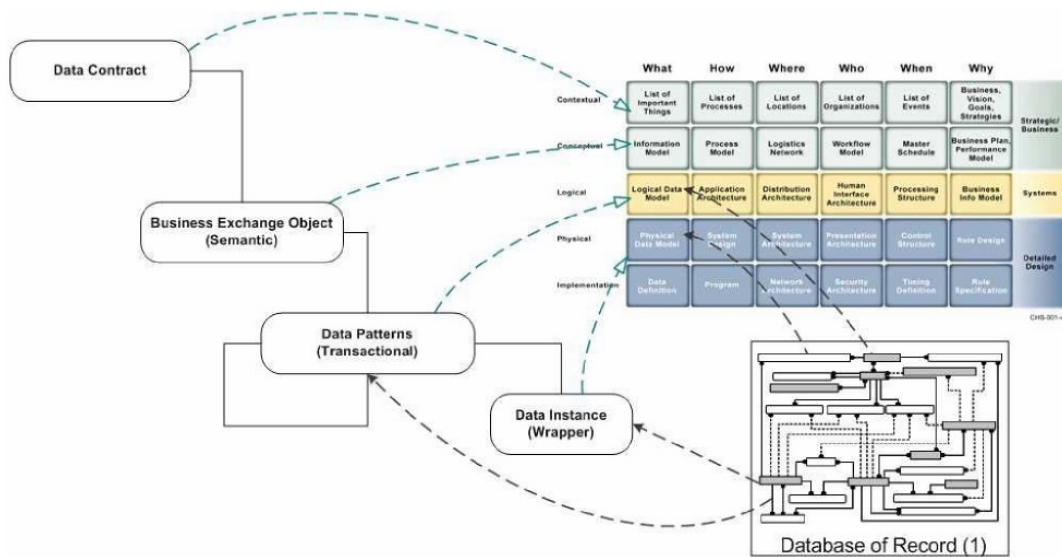 Data Contract
Business Exchange Object
(Semantic)
Data Patterns
(Transactional)
Data Instance
(Wrapper)
What How Where Who When Why
Contextual
List of
Important
Things
List of
Processes
List of
Locations
List of
Organizations
List of
Events
Business,
Vision,
Goals,
Strategies
Strategic/
Business
Conceptual
Information
Model
Process
Model
Logistics
Network
Workflow
Model
Master
Schedule
Business Plan,
Performance
Model
Logical
Logical Data
Model
Application
Architecture
Distribution
Architecture
Human
Interface
Architecture
Processing
Structure
Business
Info Model
Systems
Physical
Physical
Data Model
System
Design
System
Architecture
Presentation
Architecture
Control
Structure
Role Design
Detailed
Design
Implementation
Data
Definition
Program
Network
Architecture
Security
Architecture
Timing
Definition
Rule
Specification
Database of Record (1)